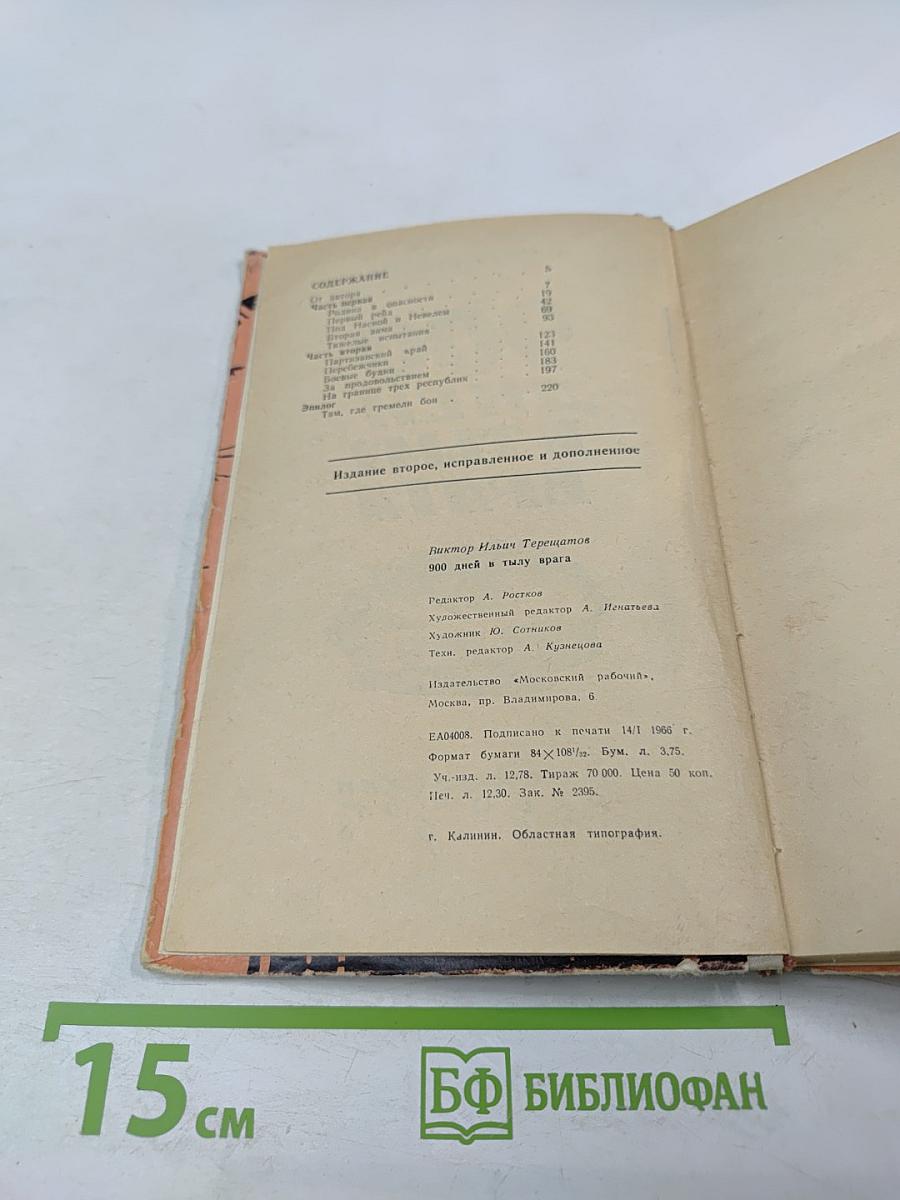 СОДЕРЖАНИЕ
От автора . 5
Часть первая
Родина в опасности 7
Первый рейд 19
Под Насвой и Невелем 42
Вторая зима 69
Тяжелые испытания 93
Часть вторая
Партизанский край 123
Перебежчики 141
Боевые будни 160
За продовольствием 183
На границе трех республик 197
Эпилог
Там, где гремели бои 220
Издание второе, исправленное и дополненное
Виктор Ильич Терещатов
900 дней в тылу врага
Редактор А. Ростков
Художественный редактор А. Игнатьева
Художник Ю. Сотников
Техн. редактор А. Кузнецова
Издательство «Московский рабочий»,
Москва, пр. Владимирова, 6.
ЕА04008. Подписано к печати 14/I 1966 г.
Формат бумаги 84×108¹/₃₂. Бум. л. 3,75.
Уч.-изд. л. 12,78. Тираж 70 000. Цена 50 коп.
Печ. л. 12,30. Зак. № 2395.
г. Калинин. Областная типография.
15 см
БФ БИБЛИОФАН